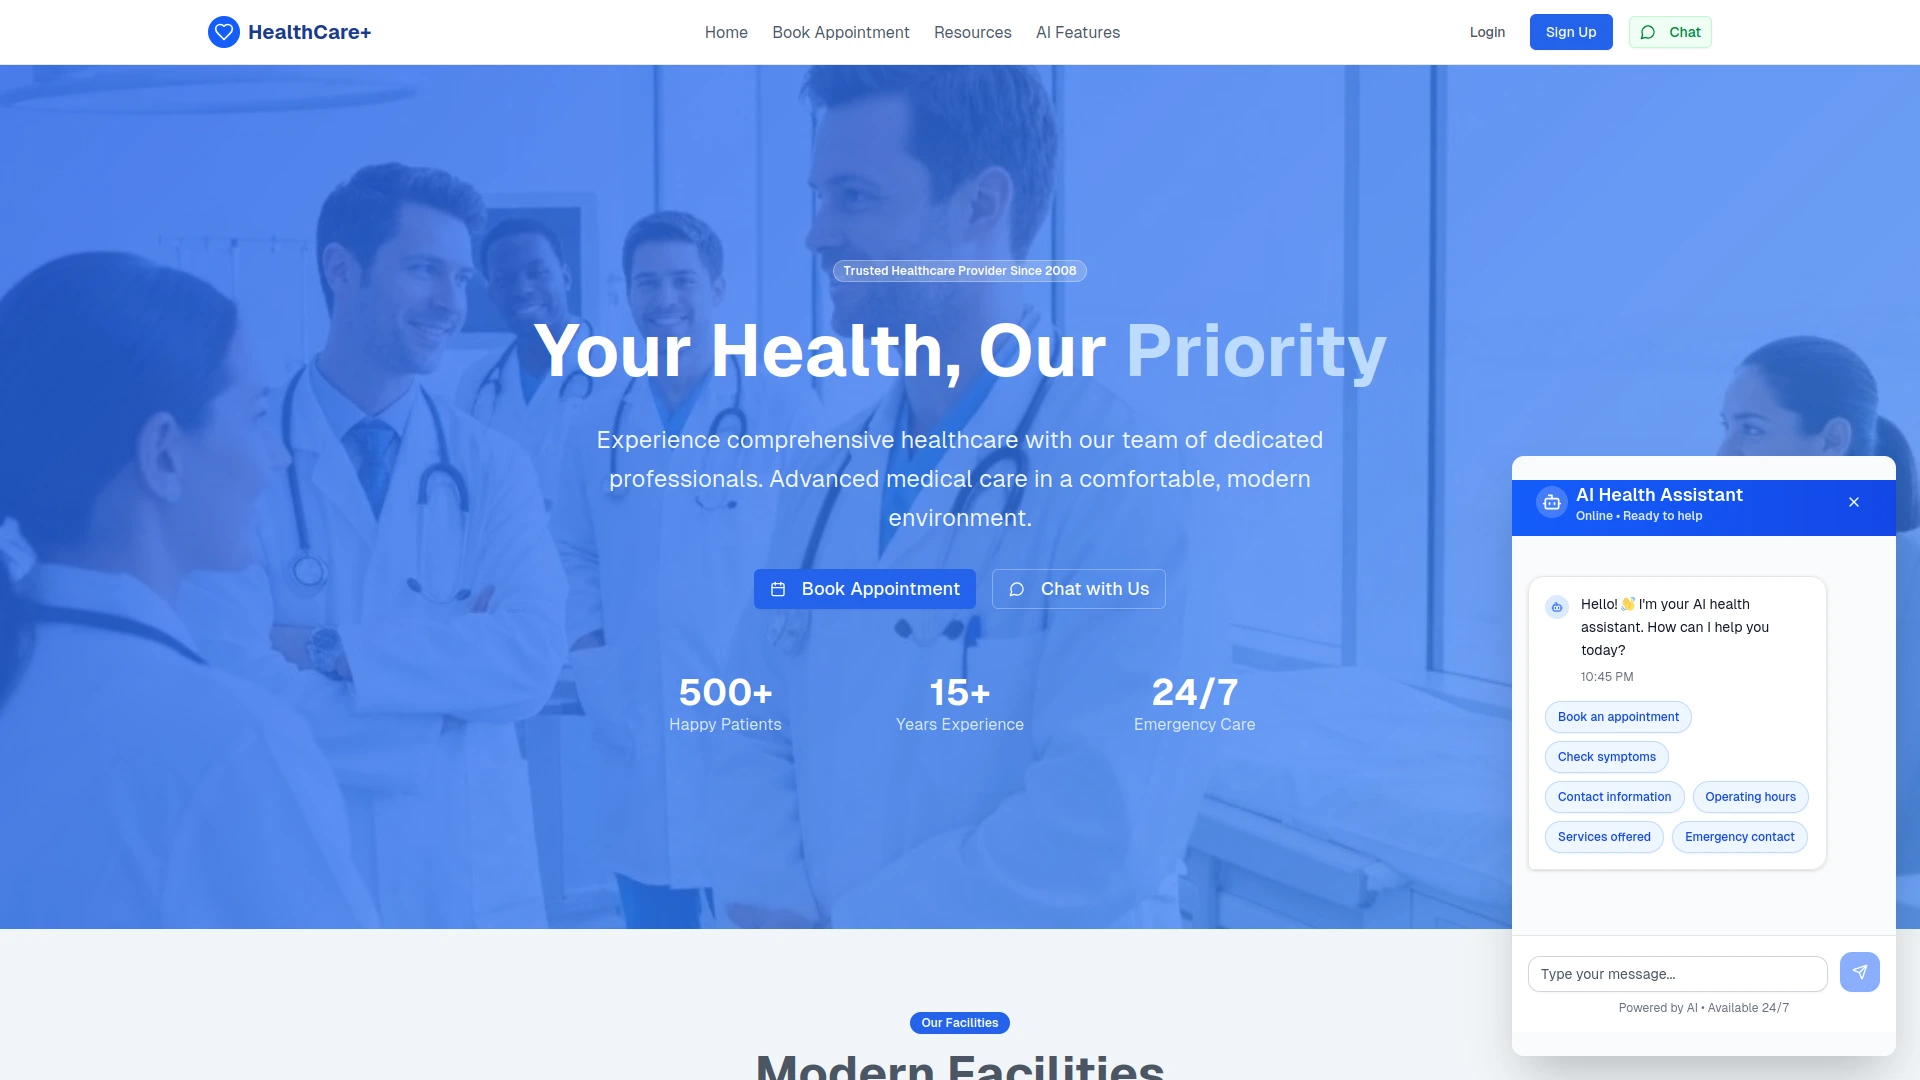 HealthCare+
Home
Book Appointment
Resources
AI Features
Login
Sign Up
Chat
Trusted Healthcare Provider Since 2008
Your Health, Our Priority
Experience comprehensive healthcare with our team of dedicated
professionals. Advanced medical care in a comfortable, modern
environment.
Book Appointment
Chat with Us
500+
Happy Patients
15+
Years Experience
24/7
Emergency Care
Our Facilities
Modern Facilities
AI Health Assistant
Online • Ready to help
Hello! 👋 I'm your AI health
assistant. How can I help you
today?
10:45 PM
Book an appointment
Check symptoms
Contact information
Operating hours
Services offered
Emergency contact
Type your message...
Powered by AI • Available 24/7